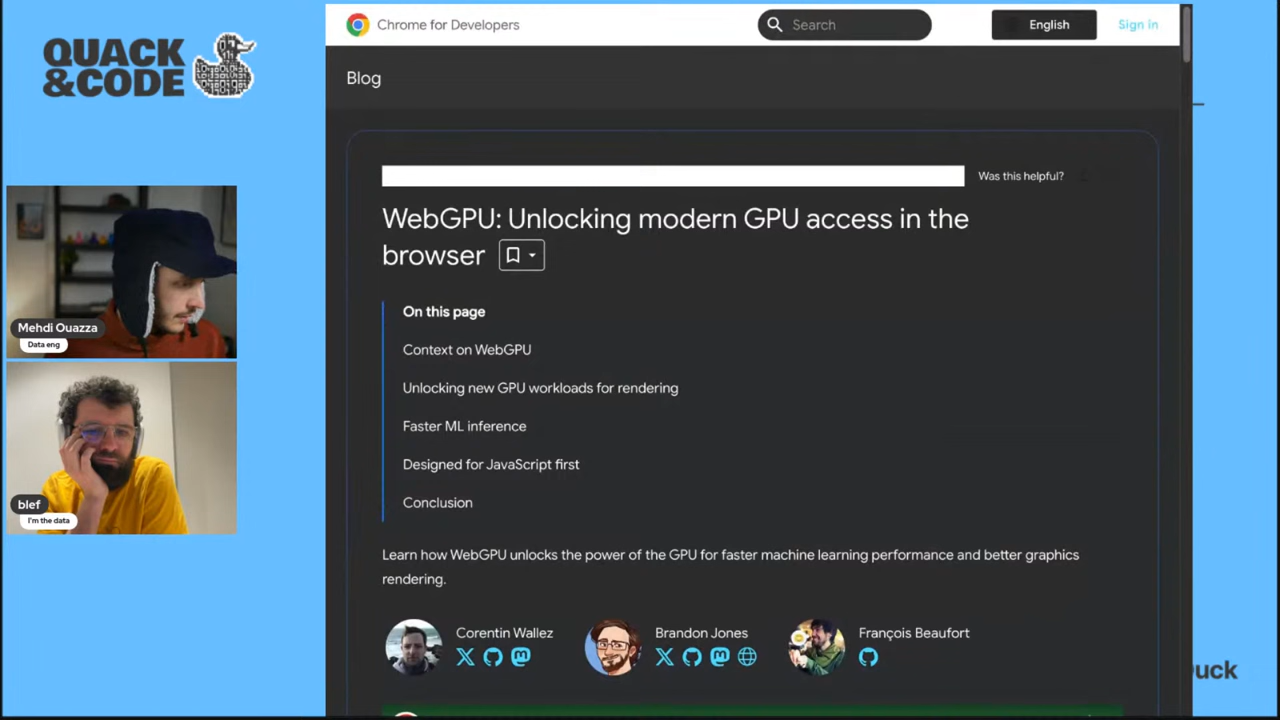 QUACK
&CODE
Mehdi Ouazza
Data eng
blef
I'm the data
Chrome for Developers
Search
English
Sign in
Blog
Was this helpful?
WebGPU: Unlocking modern GPU access in the
browser
On this page
Context on WebGPU
Unlocking new GPU workloads for rendering
Faster ML inference
Designed for JavaScript first
Conclusion
Learn how WebGPU unlocks the power of the GPU for faster machine learning performance and better graphics
rendering.
Corentin Wallez
Brandon Jones
François Beaufort